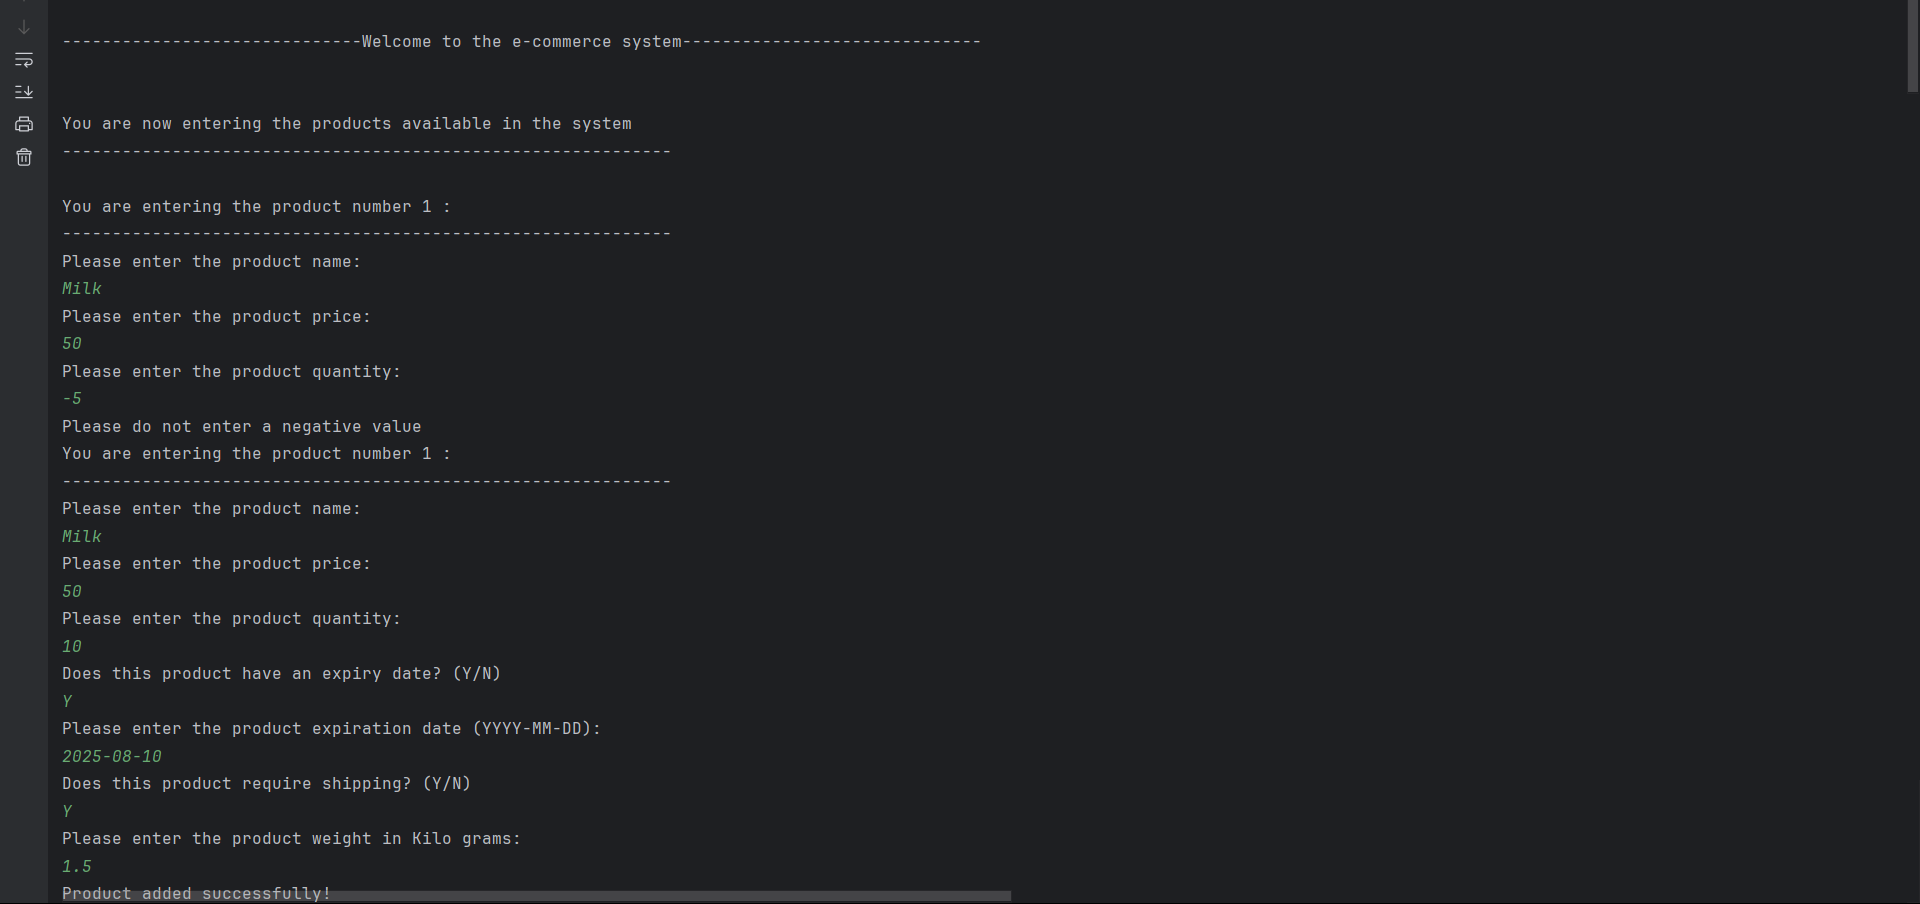 ------------------------------Welcome to the e-commerce system------------------------------
You are now entering the products available in the system
-------------------------------------------------------------
You are entering the product number 1 :
-------------------------------------------------------------
Please enter the product name:
Milk
Please enter the product price:
50
Please enter the product quantity:
-5
Please do not enter a negative value
You are entering the product number 1 :
-------------------------------------------------------------
Please enter the product name:
Milk
Please enter the product price:
50
Please enter the product quantity:
10
Does this product have an expiry date? (Y/N)
Y
Please enter the product expiration date (YYYY-MM-DD):
2025-08-10
Does this product require shipping? (Y/N)
Y
Please enter the product weight in Kilo grams:
1.5
Product added successfully!